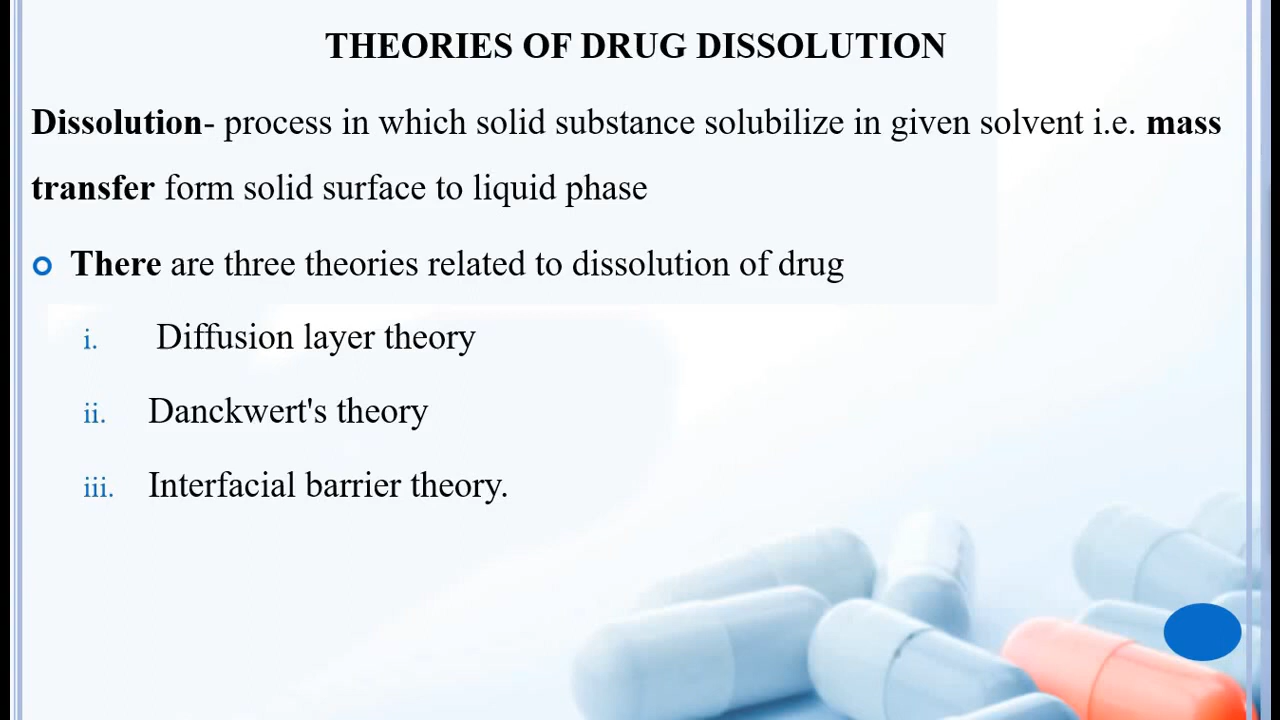 THEORIES OF DRUG DISSOLUTION
Dissolution- process in which solid substance solubilize in given solvent i.e. mass
transfer form solid surface to liquid phase
There are three theories related to dissolution of drug
i. Diffusion layer theory
ii. Danckwert's theory
iii. Interfacial barrier theory.